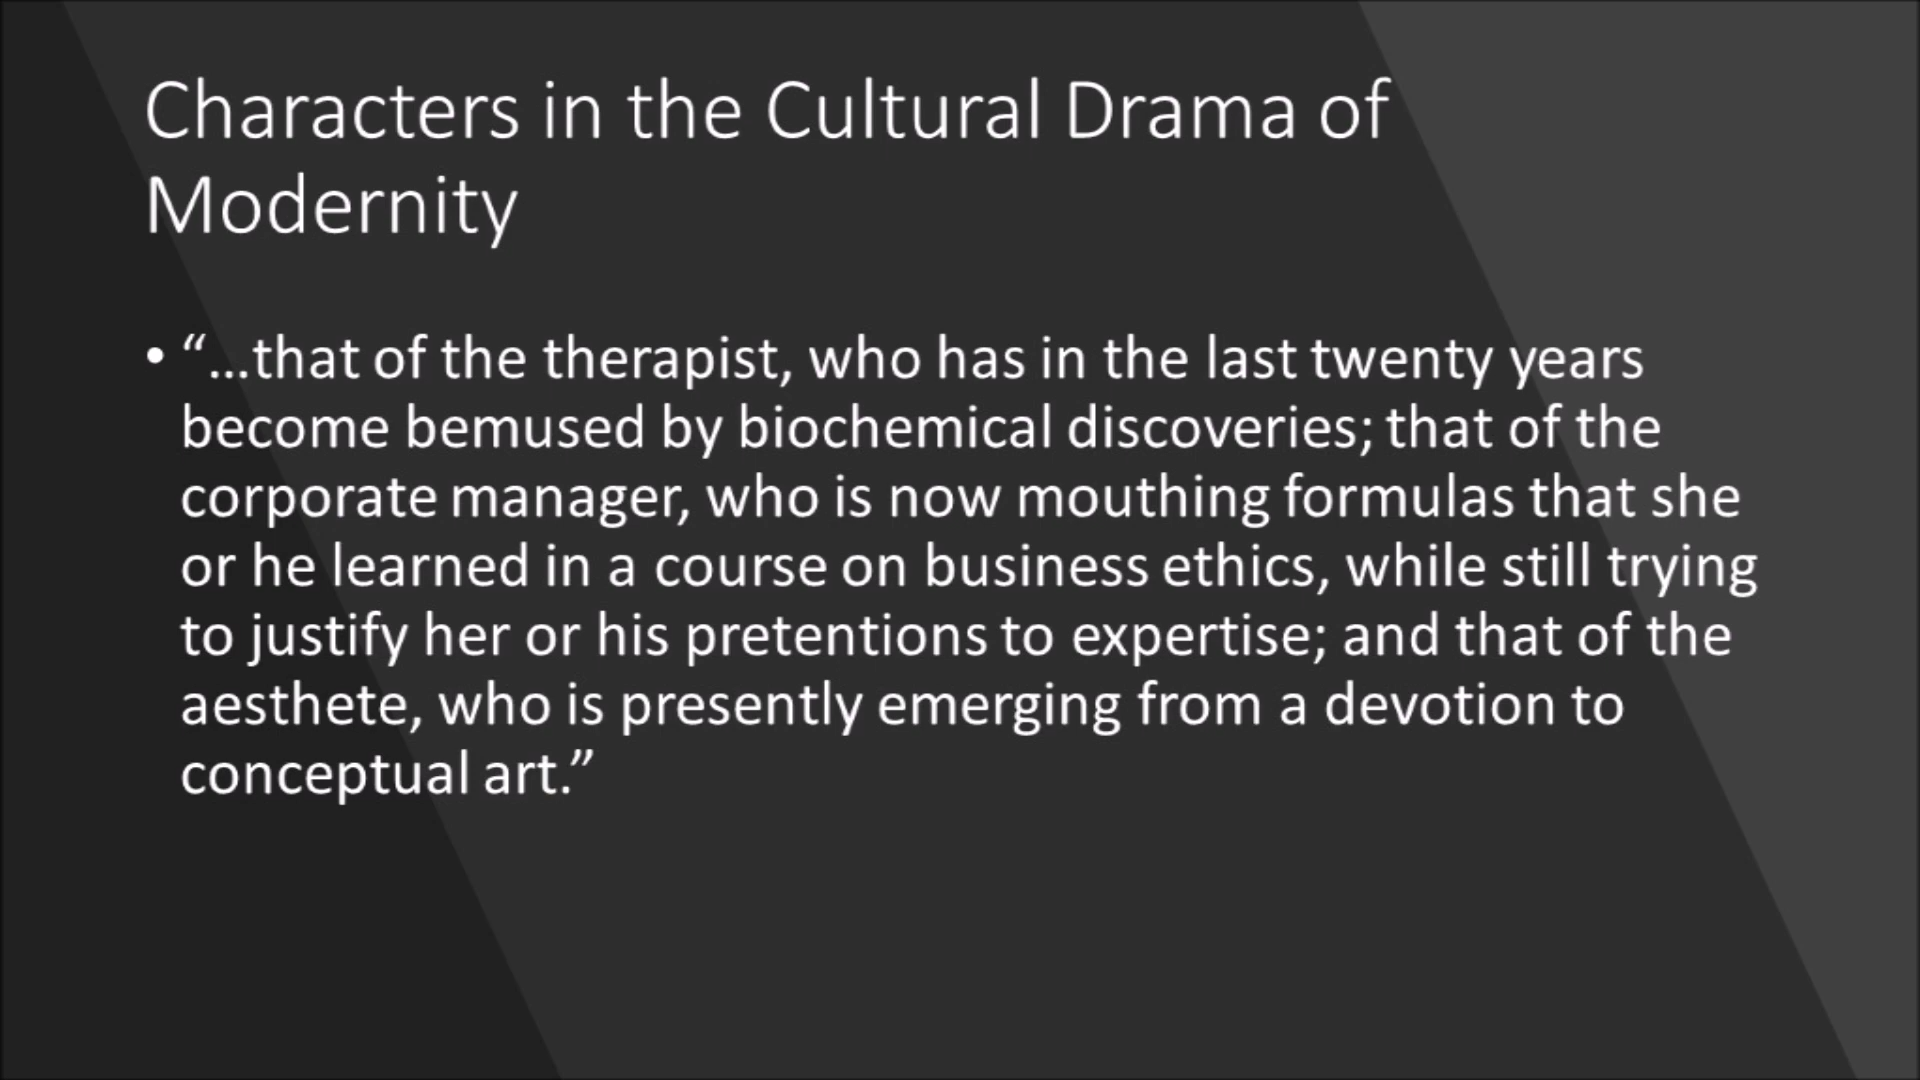 Characters in the Cultural Drama of
Modernity
• “…that of the therapist, who has in the last twenty years
become bemused by biochemical discoveries; that of the
corporate manager, who is now mouthing formulas that she
or he learned in a course on business ethics, while still trying
to justify her or his pretentions to expertise; and that of the
aesthete, who is presently emerging from a devotion to
conceptual art.”